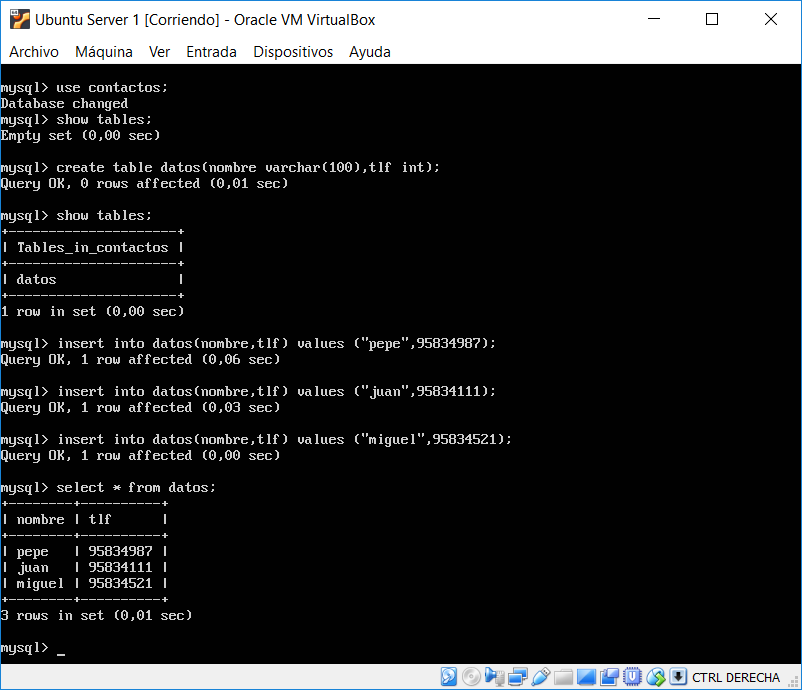 Ubuntu Server 1 [Corriendo] - Oracle VM VirtualBox
Archivo Máquina Ver Entrada Dispositivos Ayuda
mysql> use contactos;
Database changed
mysql> show tables;
Empty set (0,00 sec)
mysql> create table datos(nombre varchar(100),tlf int);
Query OK, 0 rows affected (0,01 sec)
mysql> show tables;
+---------------------+
| Tables_in_contactos |
+---------------------+
| datos               |
+---------------------+
1 row in set (0,00 sec)
mysql> insert into datos(nombre,tlf) values ("pepe",95834987);
Query OK, 1 row affected (0,06 sec)
mysql> insert into datos(nombre,tlf) values ("juan",95834111);
Query OK, 1 row affected (0,03 sec)
mysql> insert into datos(nombre,tlf) values ("miguel",95834521);
Query OK, 1 row affected (0,00 sec)
mysql> select * from datos;
+--------+----------+
| nombre | tlf      |
+--------+----------+
| pepe   | 95834987 |
| juan   | 95834111 |
| miguel | 95834521 |
+--------+----------+
3 rows in set (0,01 sec)
mysql> _
CTRL DERECHA